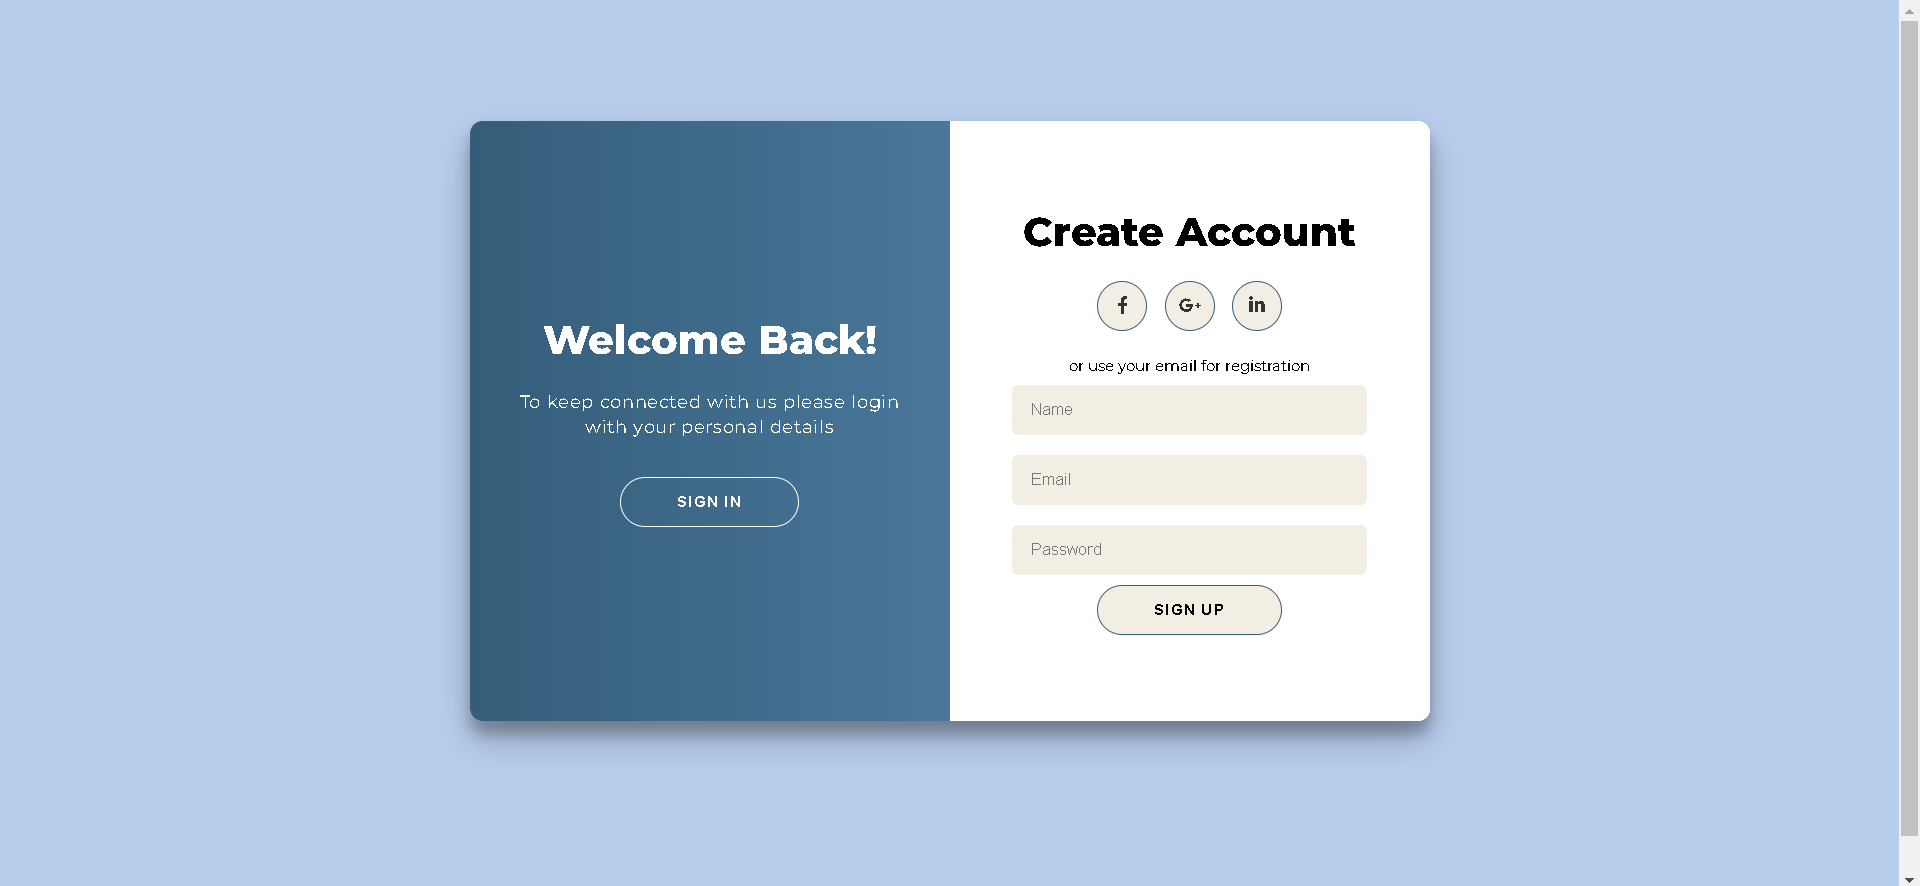 Welcome Back!
To keep connected with us please login
with your personal details
SIGN IN
Create Account
f
G+
in
or use your email for registration
Name
Email
Password
SIGN UP